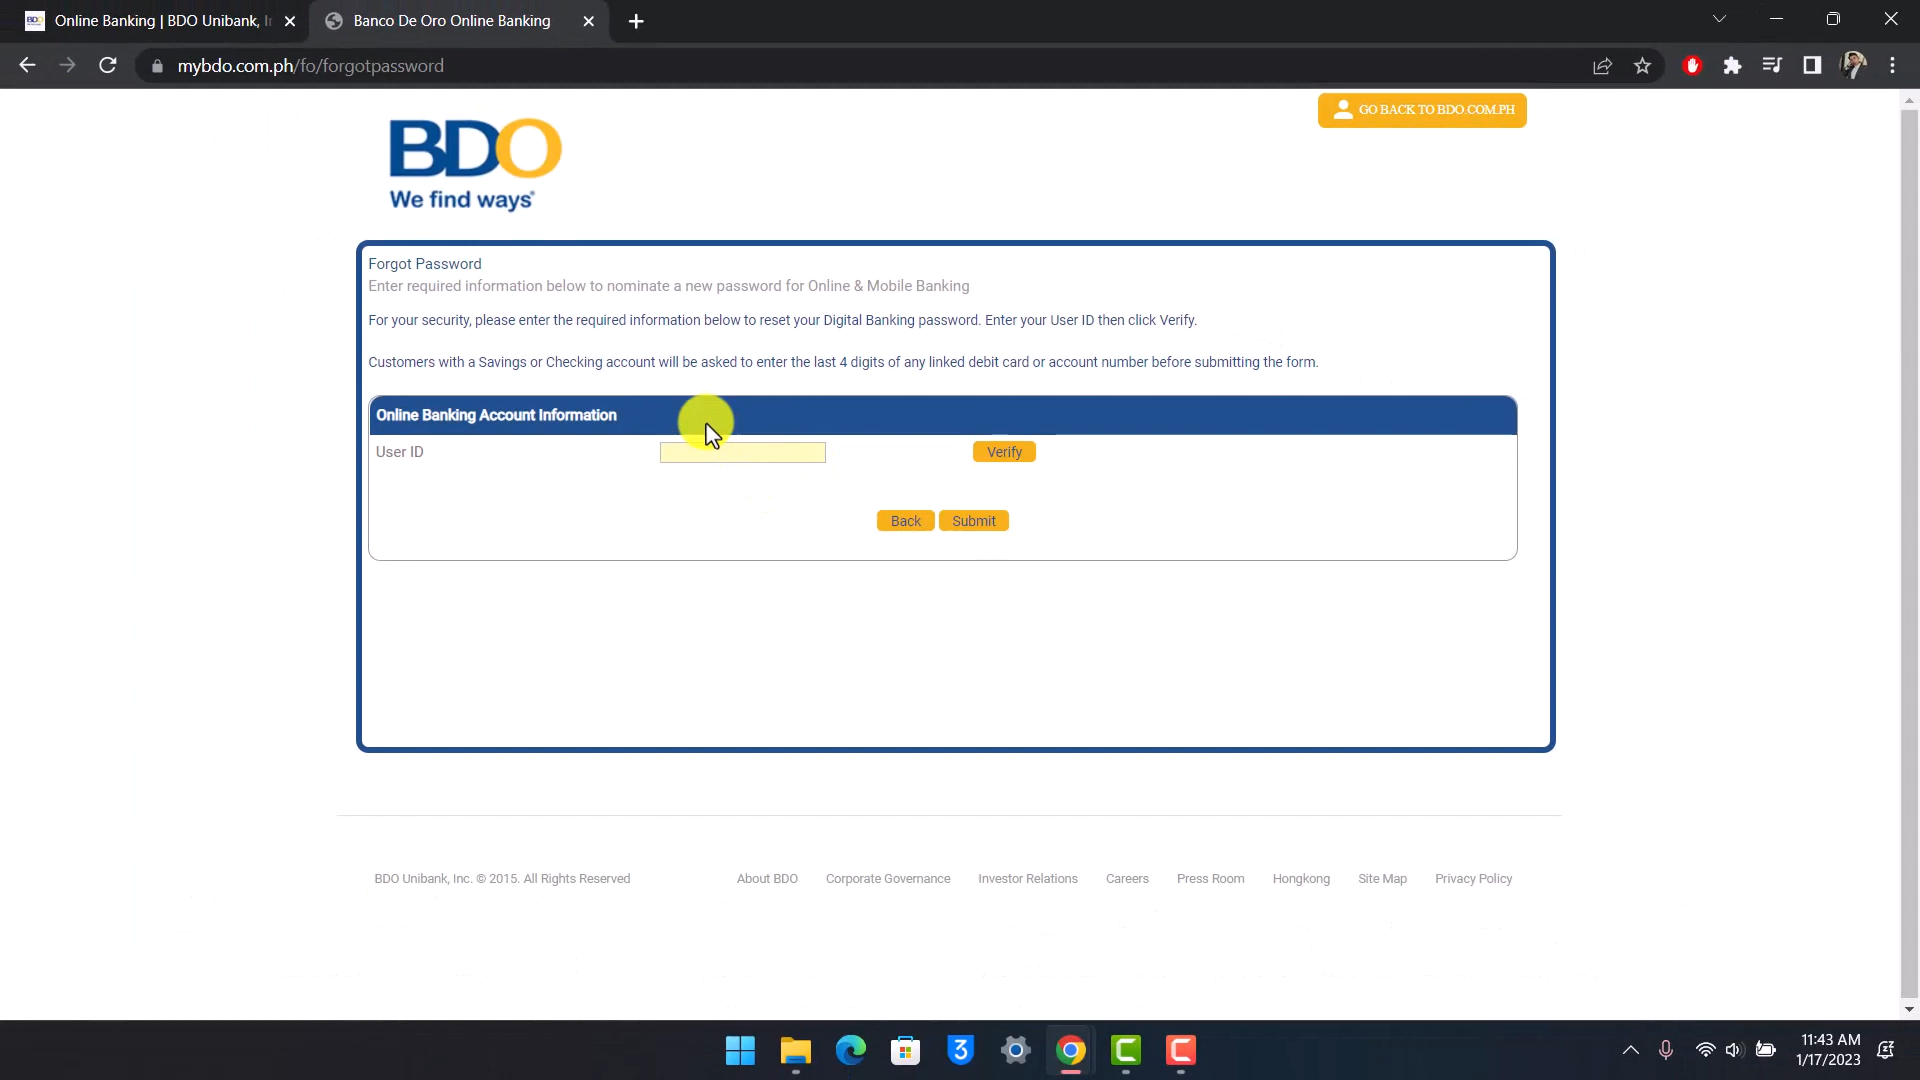 Online Banking | BDO Unibank, I
Banco De Oro Online Banking
mybdo.com.ph/fo/forgotpassword
GO BACK TO BDO.COM.PH
BDO
We find ways®
Forgot Password
Enter required information below to nominate a new password for Online & Mobile Banking
For your security, please enter the required information below to reset your Digital Banking password. Enter your User ID then click Verify.
Customers with a Savings or Checking account will be asked to enter the last 4 digits of any linked debit card or account number before submitting the form.
Online Banking Account Information
User ID
Verify
Back Submit
BDO Unibank, Inc. © 2015. All Rights Reserved About BDO Corporate Governance Investor Relations Careers Press Room Hongkong Site Map Privacy Policy
3
11:43 AM
1/17/2023